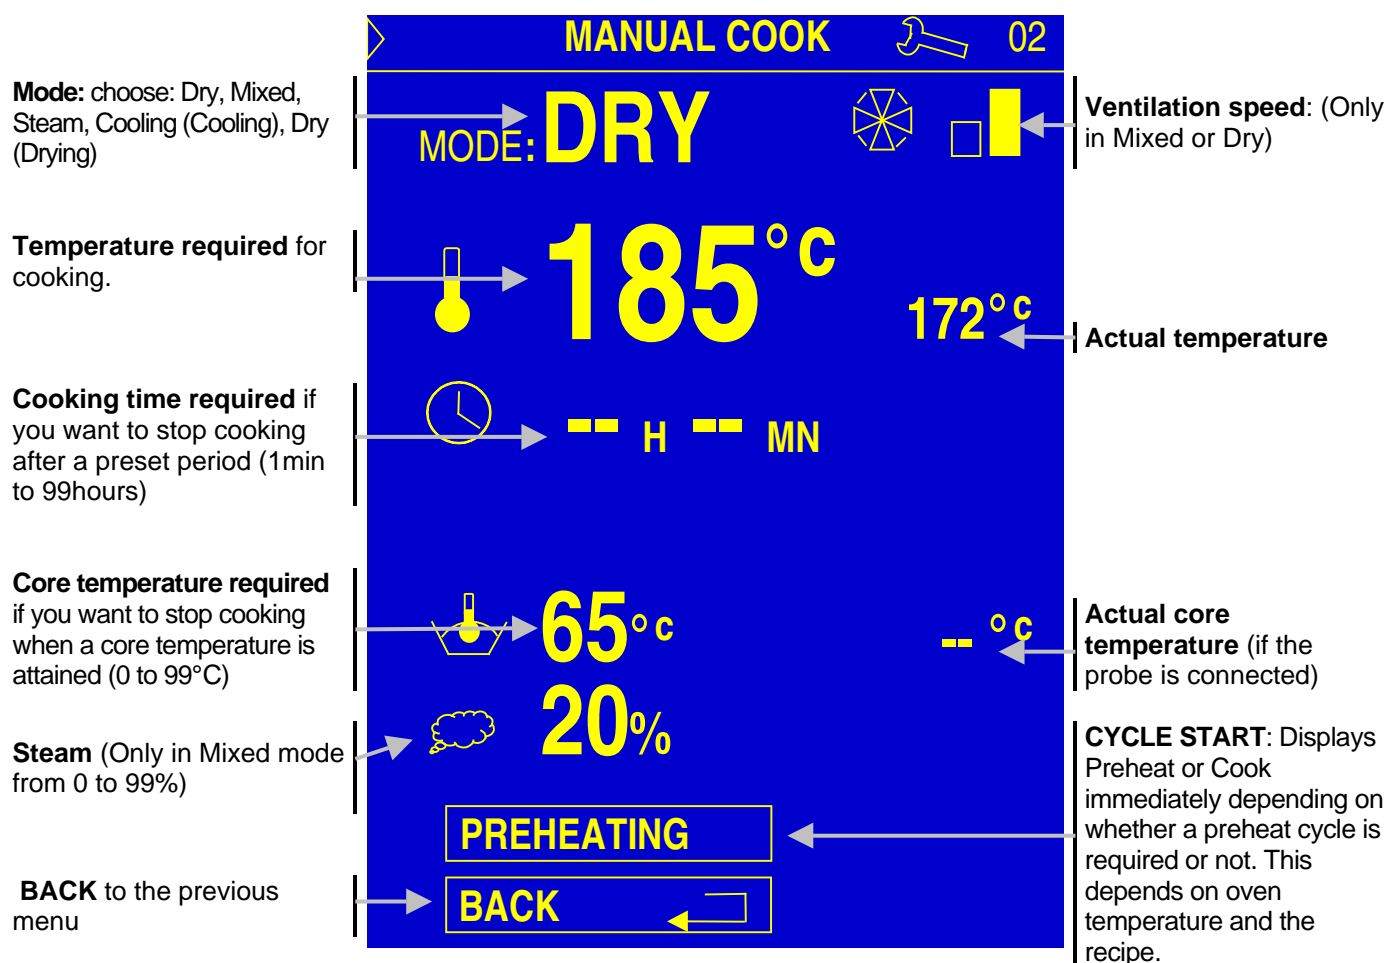 MANUAL COOK 02
Mode: choose: Dry, Mixed,
Steam, Cooling (Cooling), Dry
(Drying)
MODE: DRY
Ventilation speed: (Only
in Mixed or Dry)
Temperature required for
cooking.
185°C
172°C
Actual temperature
Cooking time required if
you want to stop cooking
after a preset period (1min
to 99hours)
-- H -- MN
Core temperature required
if you want to stop cooking
when a core temperature is
attained (0 to 99°C)
65°C
-- °C
Actual core
temperature (if the
probe is connected)
Steam (Only in Mixed mode
from 0 to 99%)
20%
PREHEATING
CYCLE START: Displays
Preheat or Cook
immediately depending on
whether a preheat cycle is
required or not. This
depends on oven
temperature and the
recipe.
BACK to the previous
menu
BACK